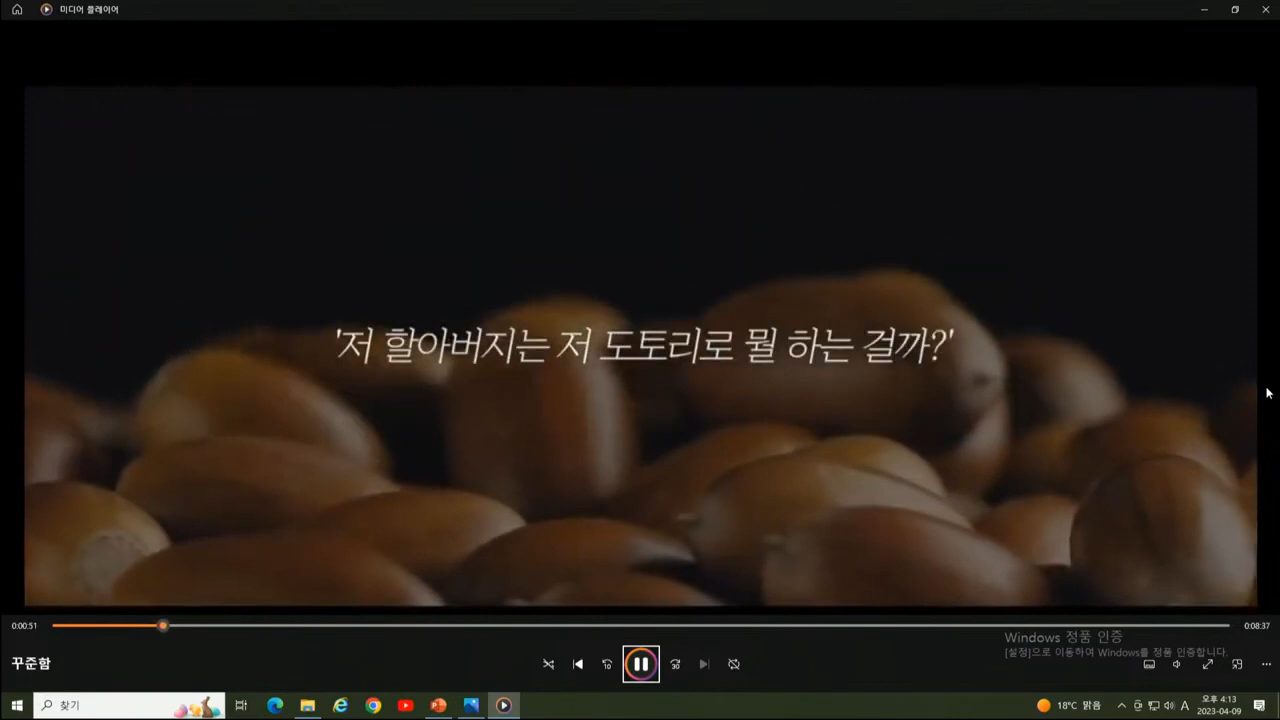 미디어 플레이어
'저 할아버지는 저 도토리로 뭘 하는 걸까?'
0:00:51
0:08:37
Windows 정품 인증
[설정]으로 이동하여 Windows를 정품 인증합니다.
꾸준함
10
30
찾기
18°C 맑음
A
오후 4:13
2023-04-09